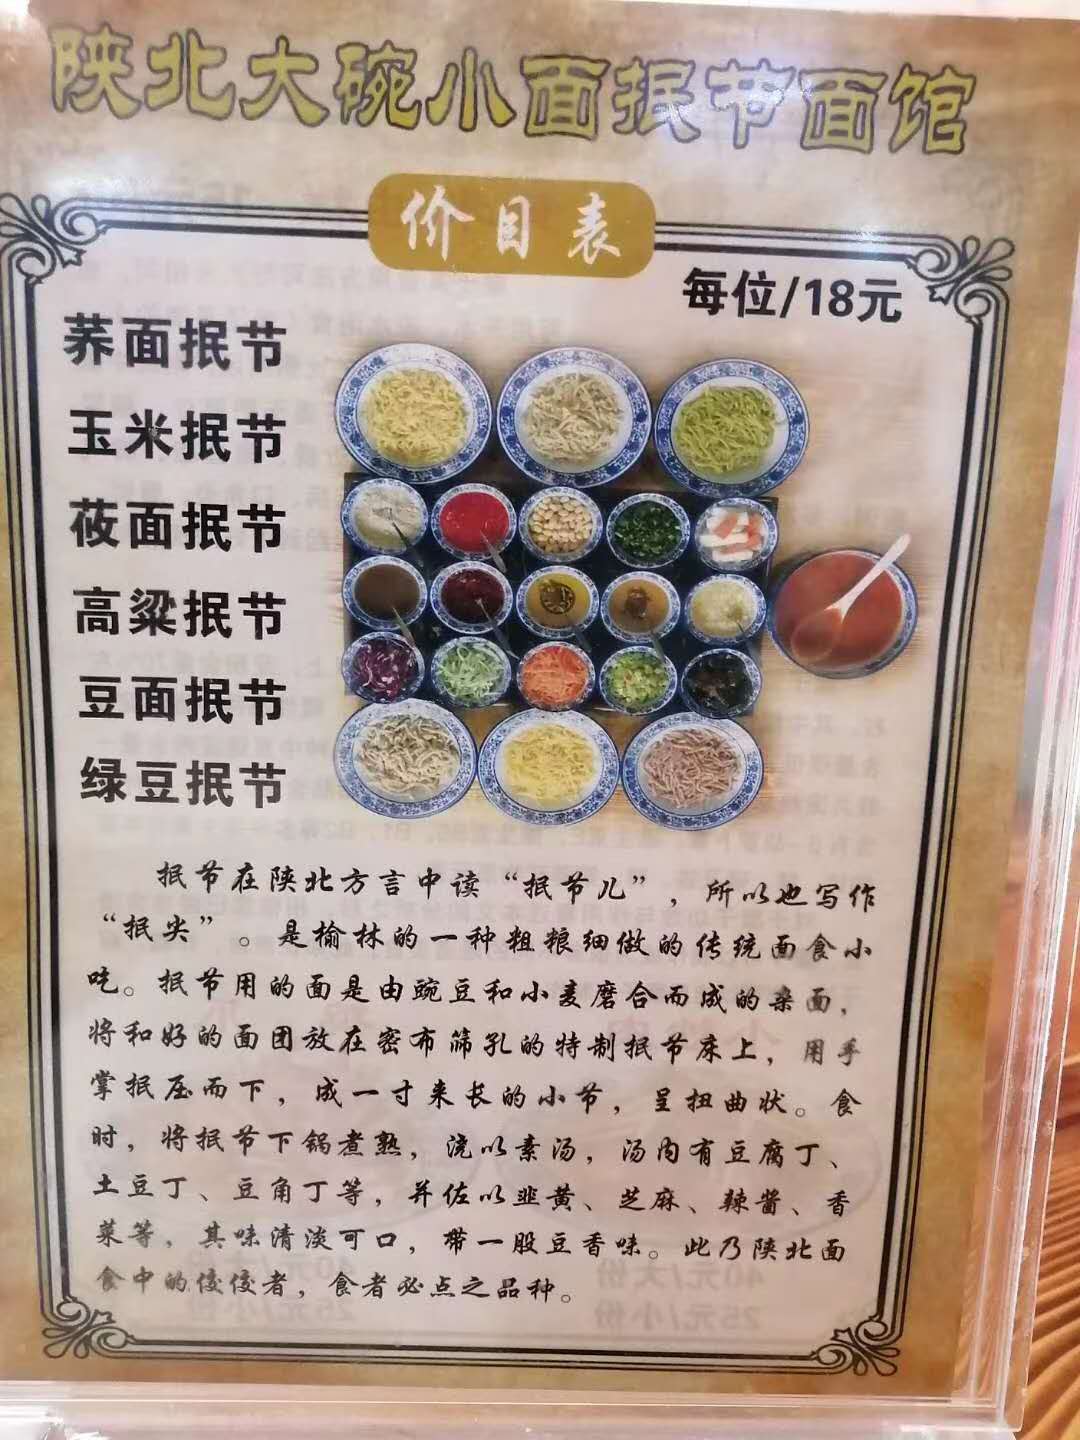 陕北大碗小面抿节面馆
价目表
每位/18元
荞面抿节
玉米抿节
莜面抿节
高粱抿节
豆面抿节
绿豆抿节
抿节在陕北方言中读“抿节儿”，所以也写作
“抿尖”。是榆林的一种粗粮细做的传统面食小
吃。抿节用的面是由豌豆和小麦磨合而成的杂面，
将和好的面团放在密布筛孔的特制抿节床上，用手
掌抿压而下，成一寸来长的小节，呈扭曲状。食
时，将抿节下锅煮熟，浇以素汤，汤内有豆腐丁、
土豆丁、豆角丁等，并佐以韭黄、芝麻、辣酱、香
菜等，其味清淡可口，带一股豆香味。此乃陕北面
食中的佼佼者，食者必点之品种。